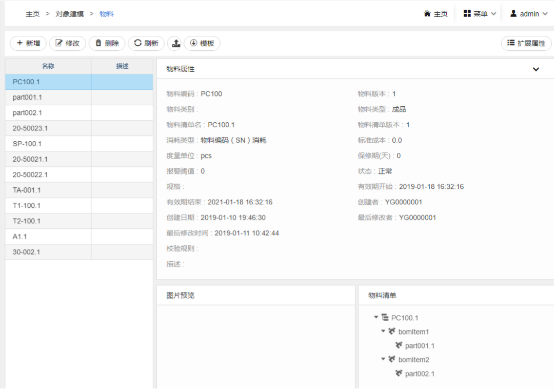 主页 > 对象建模 > 物料
主页 菜单 admin
新增 修改 删除 刷新 模板 扩展属性
名称 描述
PC100.1
part001.1
part002.1
20-50023.1
SP-100.1
20-50021.1
20-50022.1
TA-001.1
T1-100.1
T2-100.1
A1.1
30-002.1
物料属性
物料编码 : PC100 物料版本 : 1
物料类别 : 物料类型 : 成品
物料清单名 : PC100.1 物料清单版本 : 1
消耗类型 : 物料编码（SN）消耗 标准成本 : 0.0
度量单位 : pcs 保修期(天) : 0
报警阈值 : 0 状态 : 正常
规格 : 有效期开始 : 2019-01-18 16:32:16
有效期结束 : 2021-01-18 16:32:16 创建者 : YG0000001
创建日期 : 2019-01-10 19:46:30 最后修改者 : YG0000001
最后修改时间 : 2019-01-11 10:42:44
校验规则 :
描述 :
图片预览
物料清单
PC100.1
bomItem1
part001.1
bomItem2
part002.1